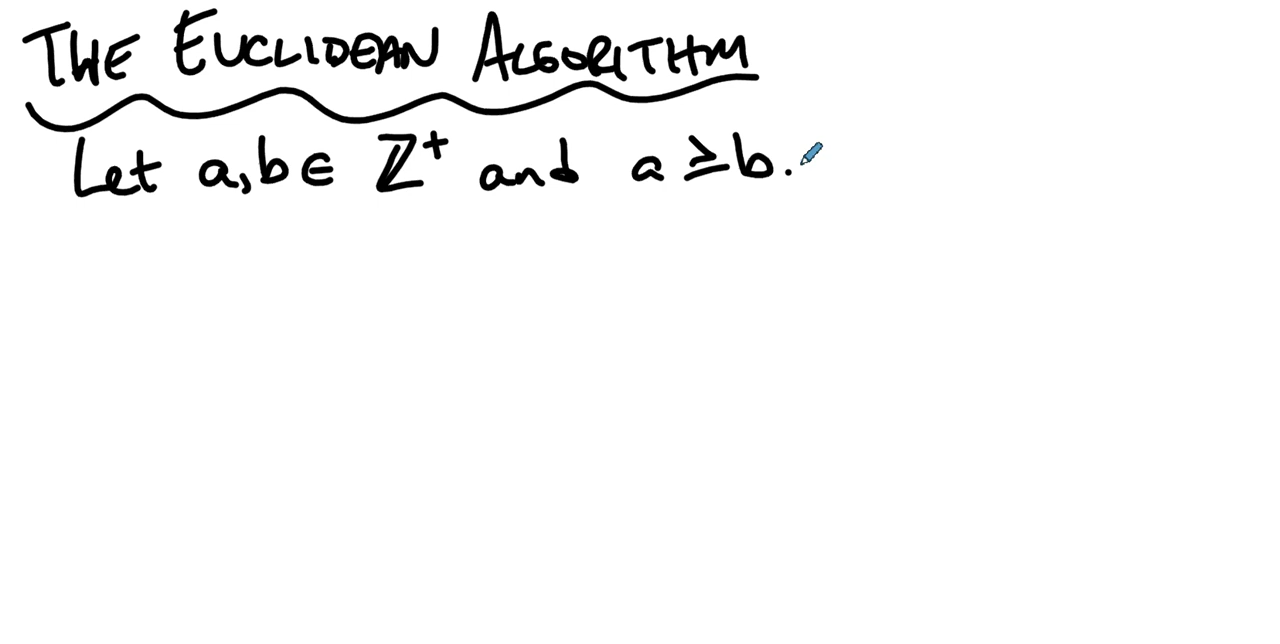 THE EUCLIDEAN ALGORITHM
Let a, b ∈ ℤ⁺ and a ≥ b.